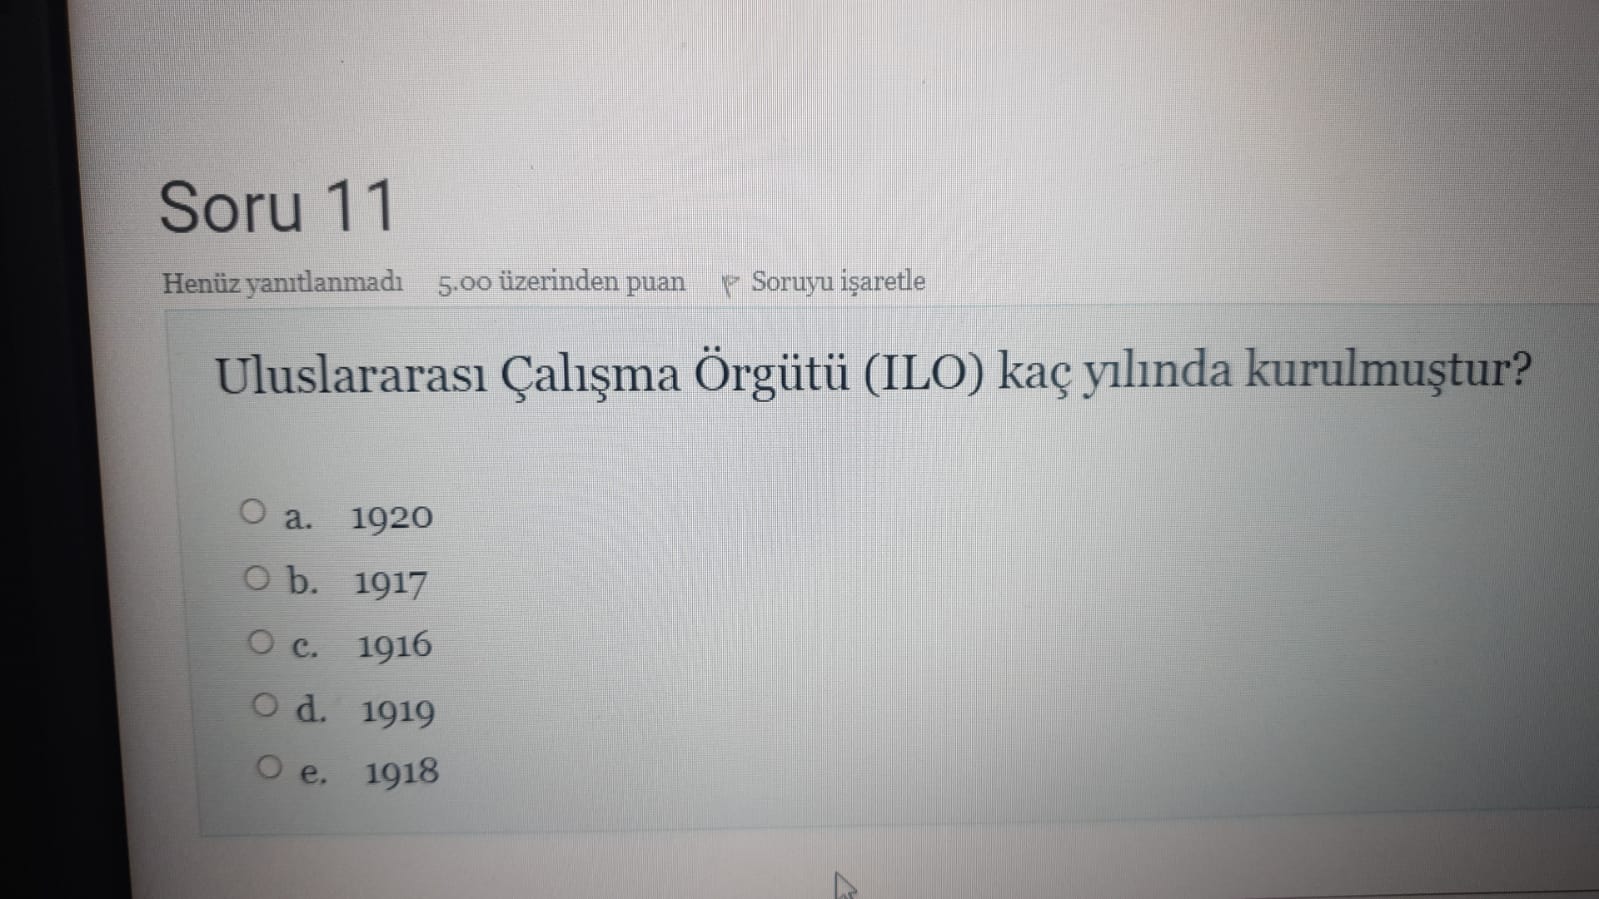 Soru 11
Henüz yanıtlanmadı 5.00 üzerinden puan Soruyu işaretle
Uluslararası Çalışma Örgütü (ILO) kaç yılında kurulmuştur?
a. 1920
b. 1917
c. 1916
d. 1919
e. 1918